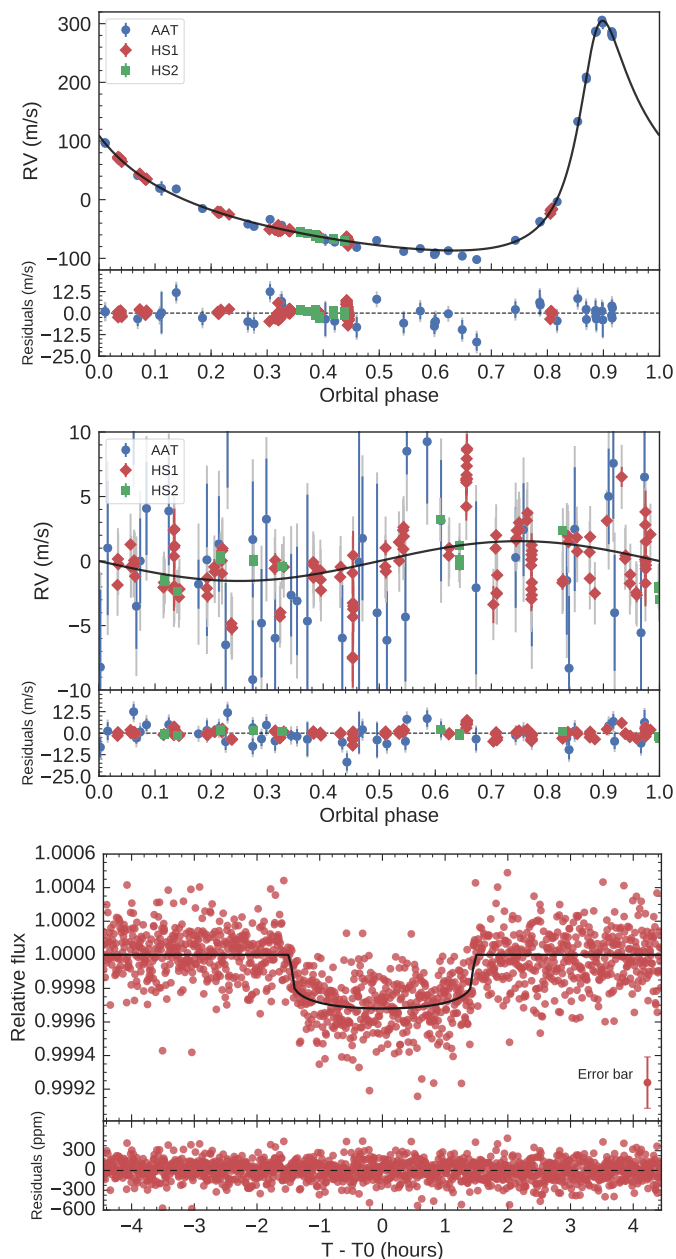 AAT
HS1
HS2
RV (m/s)
300
200
100
0
−100
Residuals (m/s)
12.5
0.0
−12.5
−25.0
0.0 0.1 0.2 0.3 0.4 0.5 0.6 0.7 0.8 0.9 1.0
Orbital phase
AAT
HS1
HS2
RV (m/s)
10
5
0
−5
−10
Residuals (m/s)
12.5
0.0
−12.5
−25.0
0.0 0.1 0.2 0.3 0.4 0.5 0.6 0.7 0.8 0.9 1.0
Orbital phase
Relative flux
1.0006
1.0004
1.0002
1.0000
0.9998
0.9996
0.9994
0.9992
Error bar
Residuals (ppm)
300
0
−300
−600
−4 −3 −2 −1 0 1 2 3 4
T - T0 (hours)